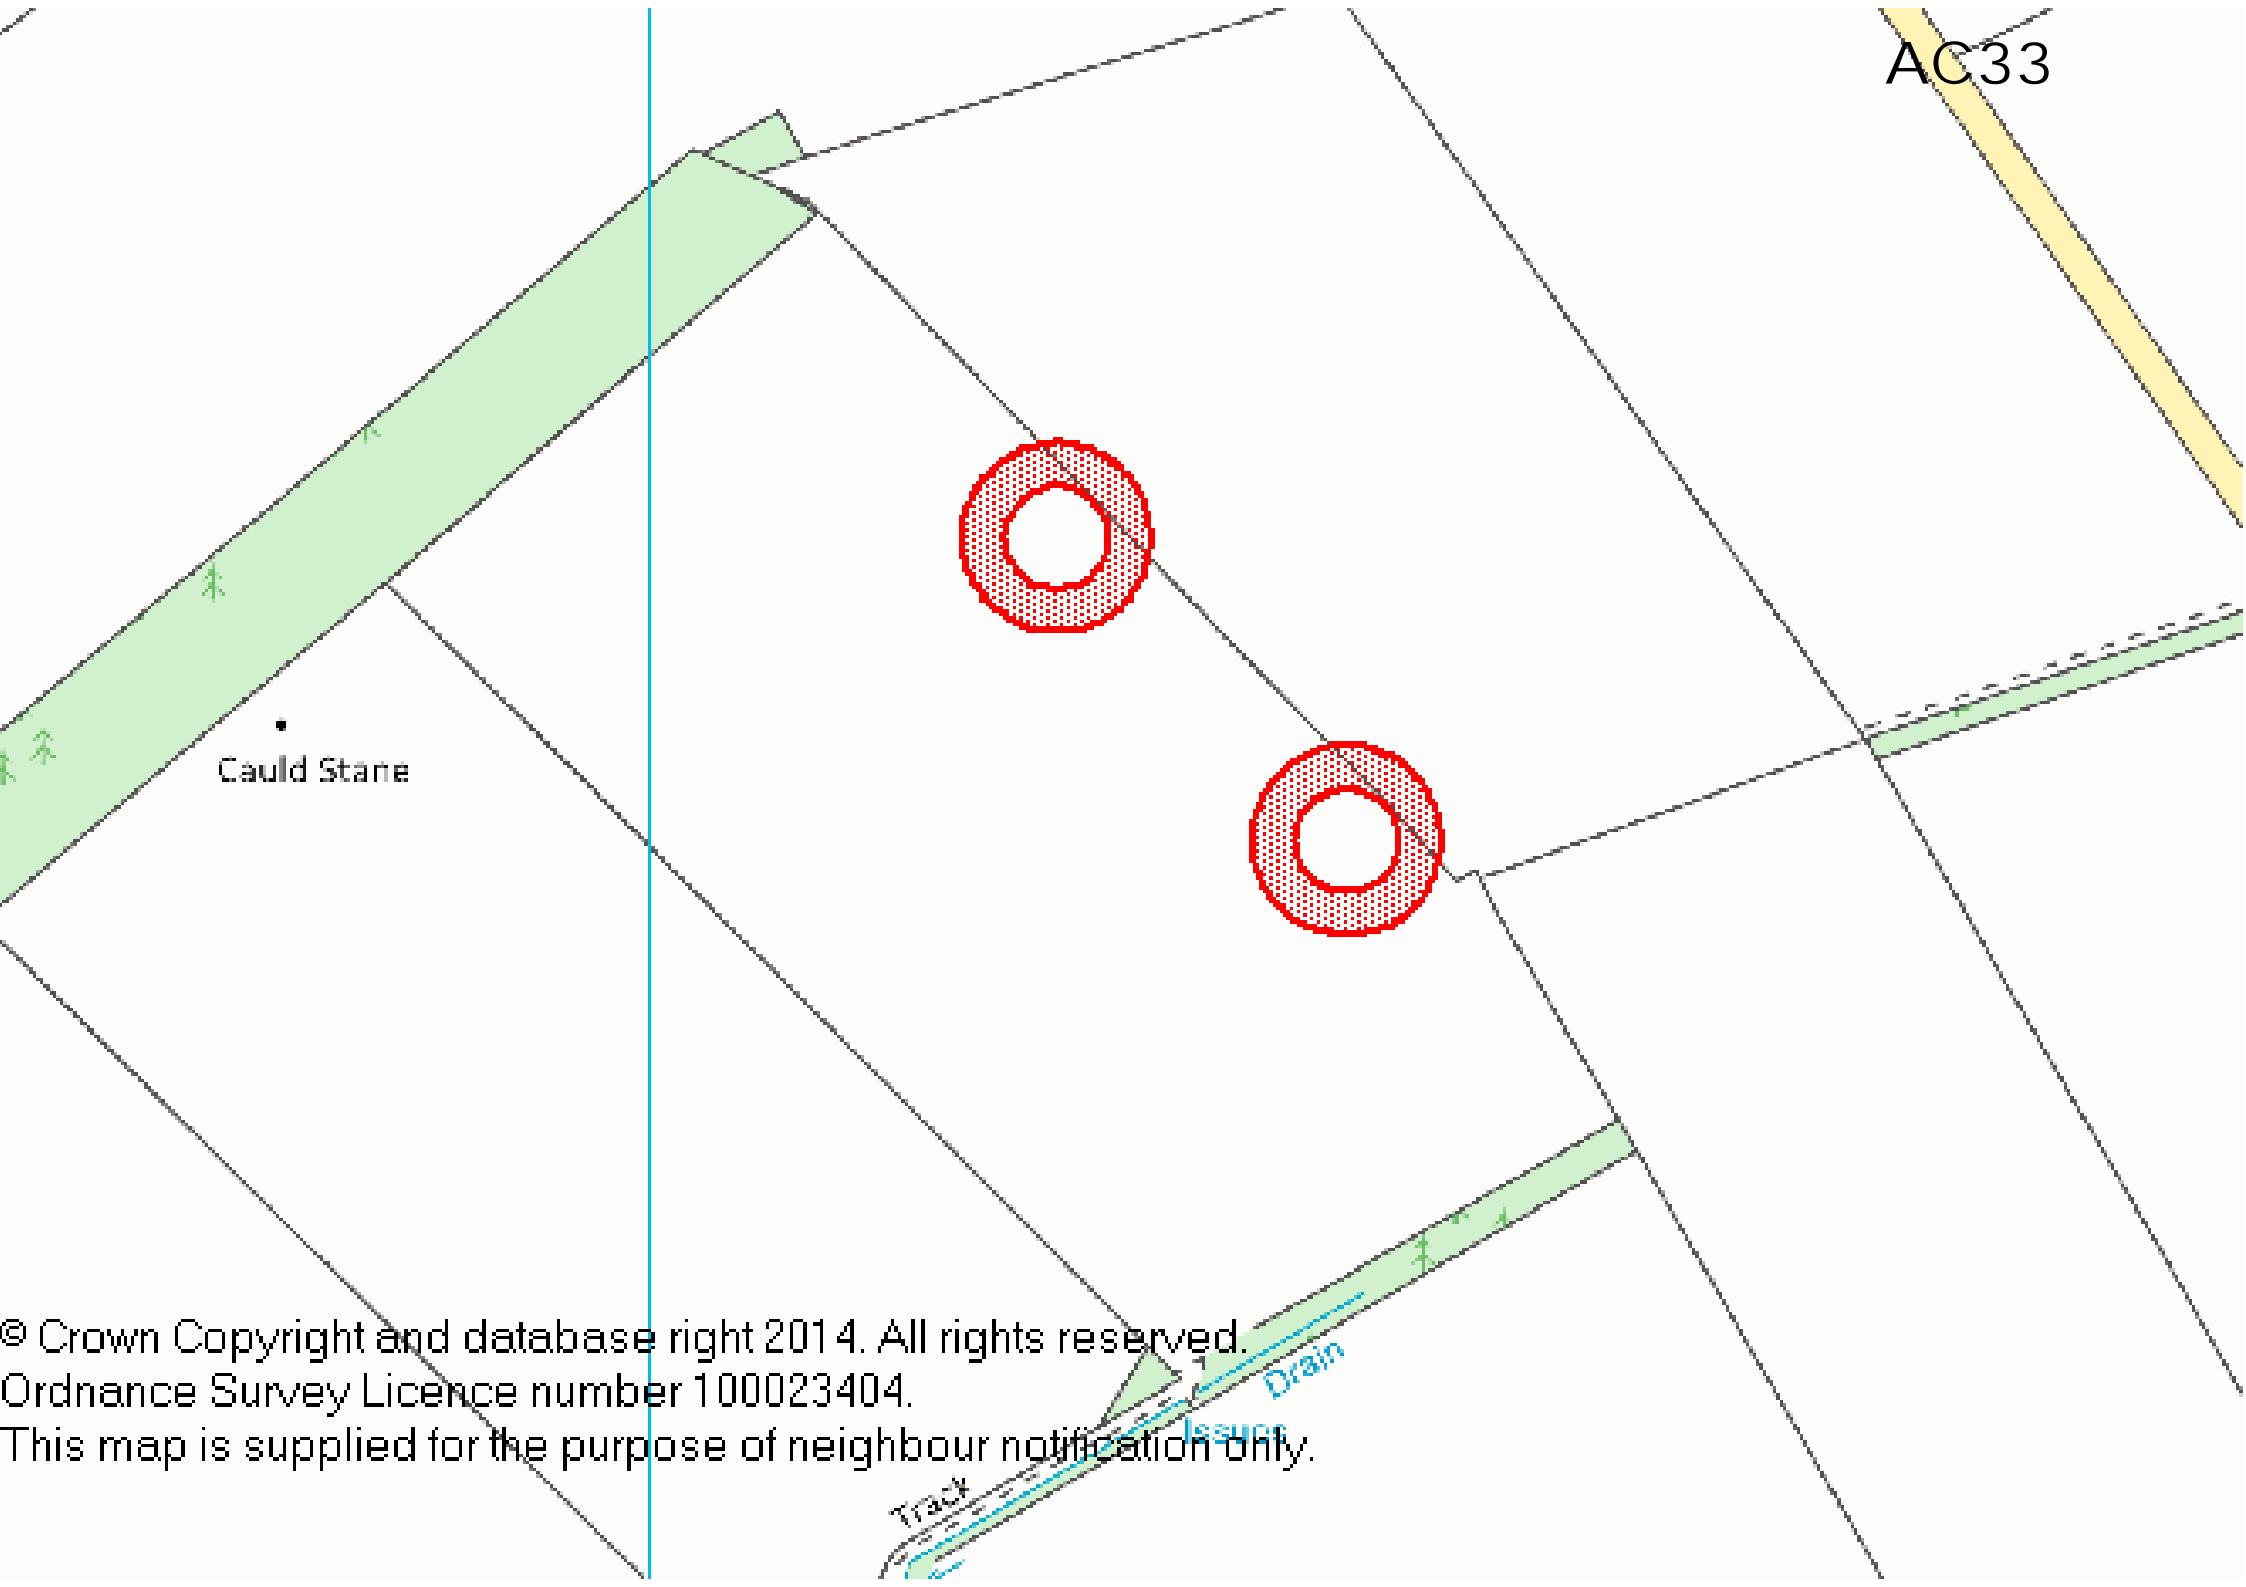 AC33
Cauld Stane
© Crown Copyright and database right 2014. All rights reserved.
Drain
Ordnance Survey Licence number 100023404.
Issues
This map is supplied for the purpose of neighbour notification only.
Track